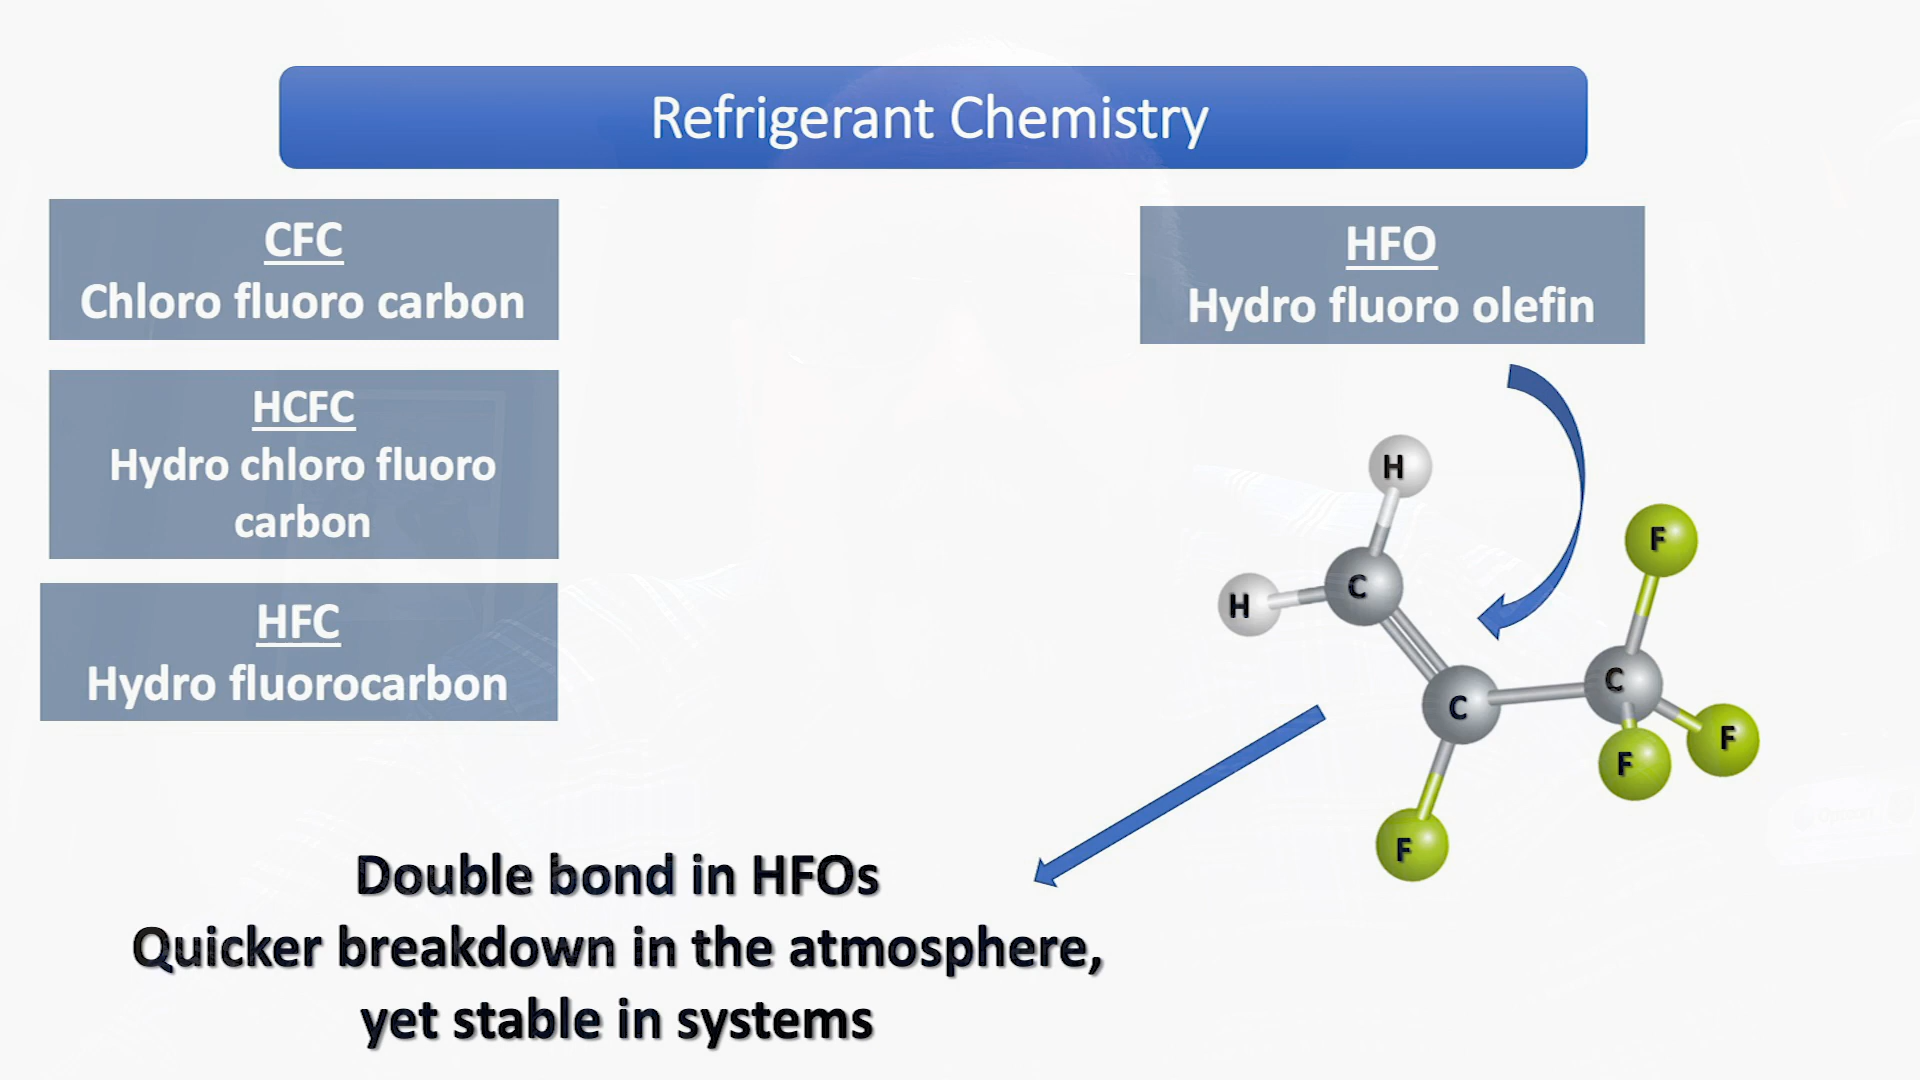 Refrigerant Chemistry
CFC
Chloro fluoro carbon
HCFC
Hydro chloro fluoro
carbon
HFC
Hydro fluorocarbon
HFO
Hydro fluoro olefin
H
H
C
C
C
F
F
F
F
Double bond in HFOs
Quicker breakdown in the atmosphere,
yet stable in systems